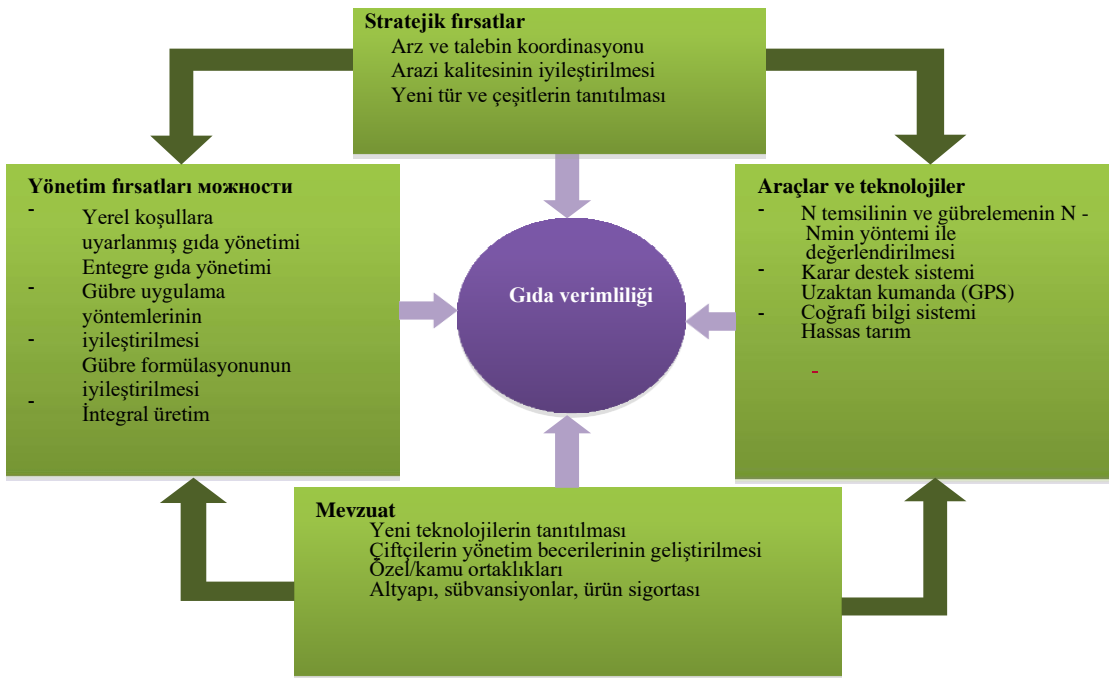 Stratejik fırsatlar
Arz ve talebin koordinasyonu
Arazi kalitesinin iyileştirilmesi
Yeni tür ve çeşitlerin tanıtılması
Yönetim fırsatları можности
- Yerel koşullara
uyarlanmış gıda yönetimi
Entegre gıda yönetimi
- Gübre uygulama
yöntemlerinin
- iyileştirilmesi
Gübre formülasyonunun
iyileştirilmesi
- İntegral üretim
Gıda verimliliği
Araçlar ve teknolojiler
- N temsilinin ve gübrelemenin N -
Nmin yöntemi ile
değerlendirilmesi
- Karar destek sistemi
Uzaktan kumanda (GPS)
- Coğrafi bilgi sistemi
Hassas tarım
-
Mevzuat
Yeni teknolojilerin tanıtılması
Çiftçilerin yönetim becerilerinin geliştirilmesi
Özel/kamu ortaklıkları
Altyapı, sübvansiyonlar, ürün sigortası